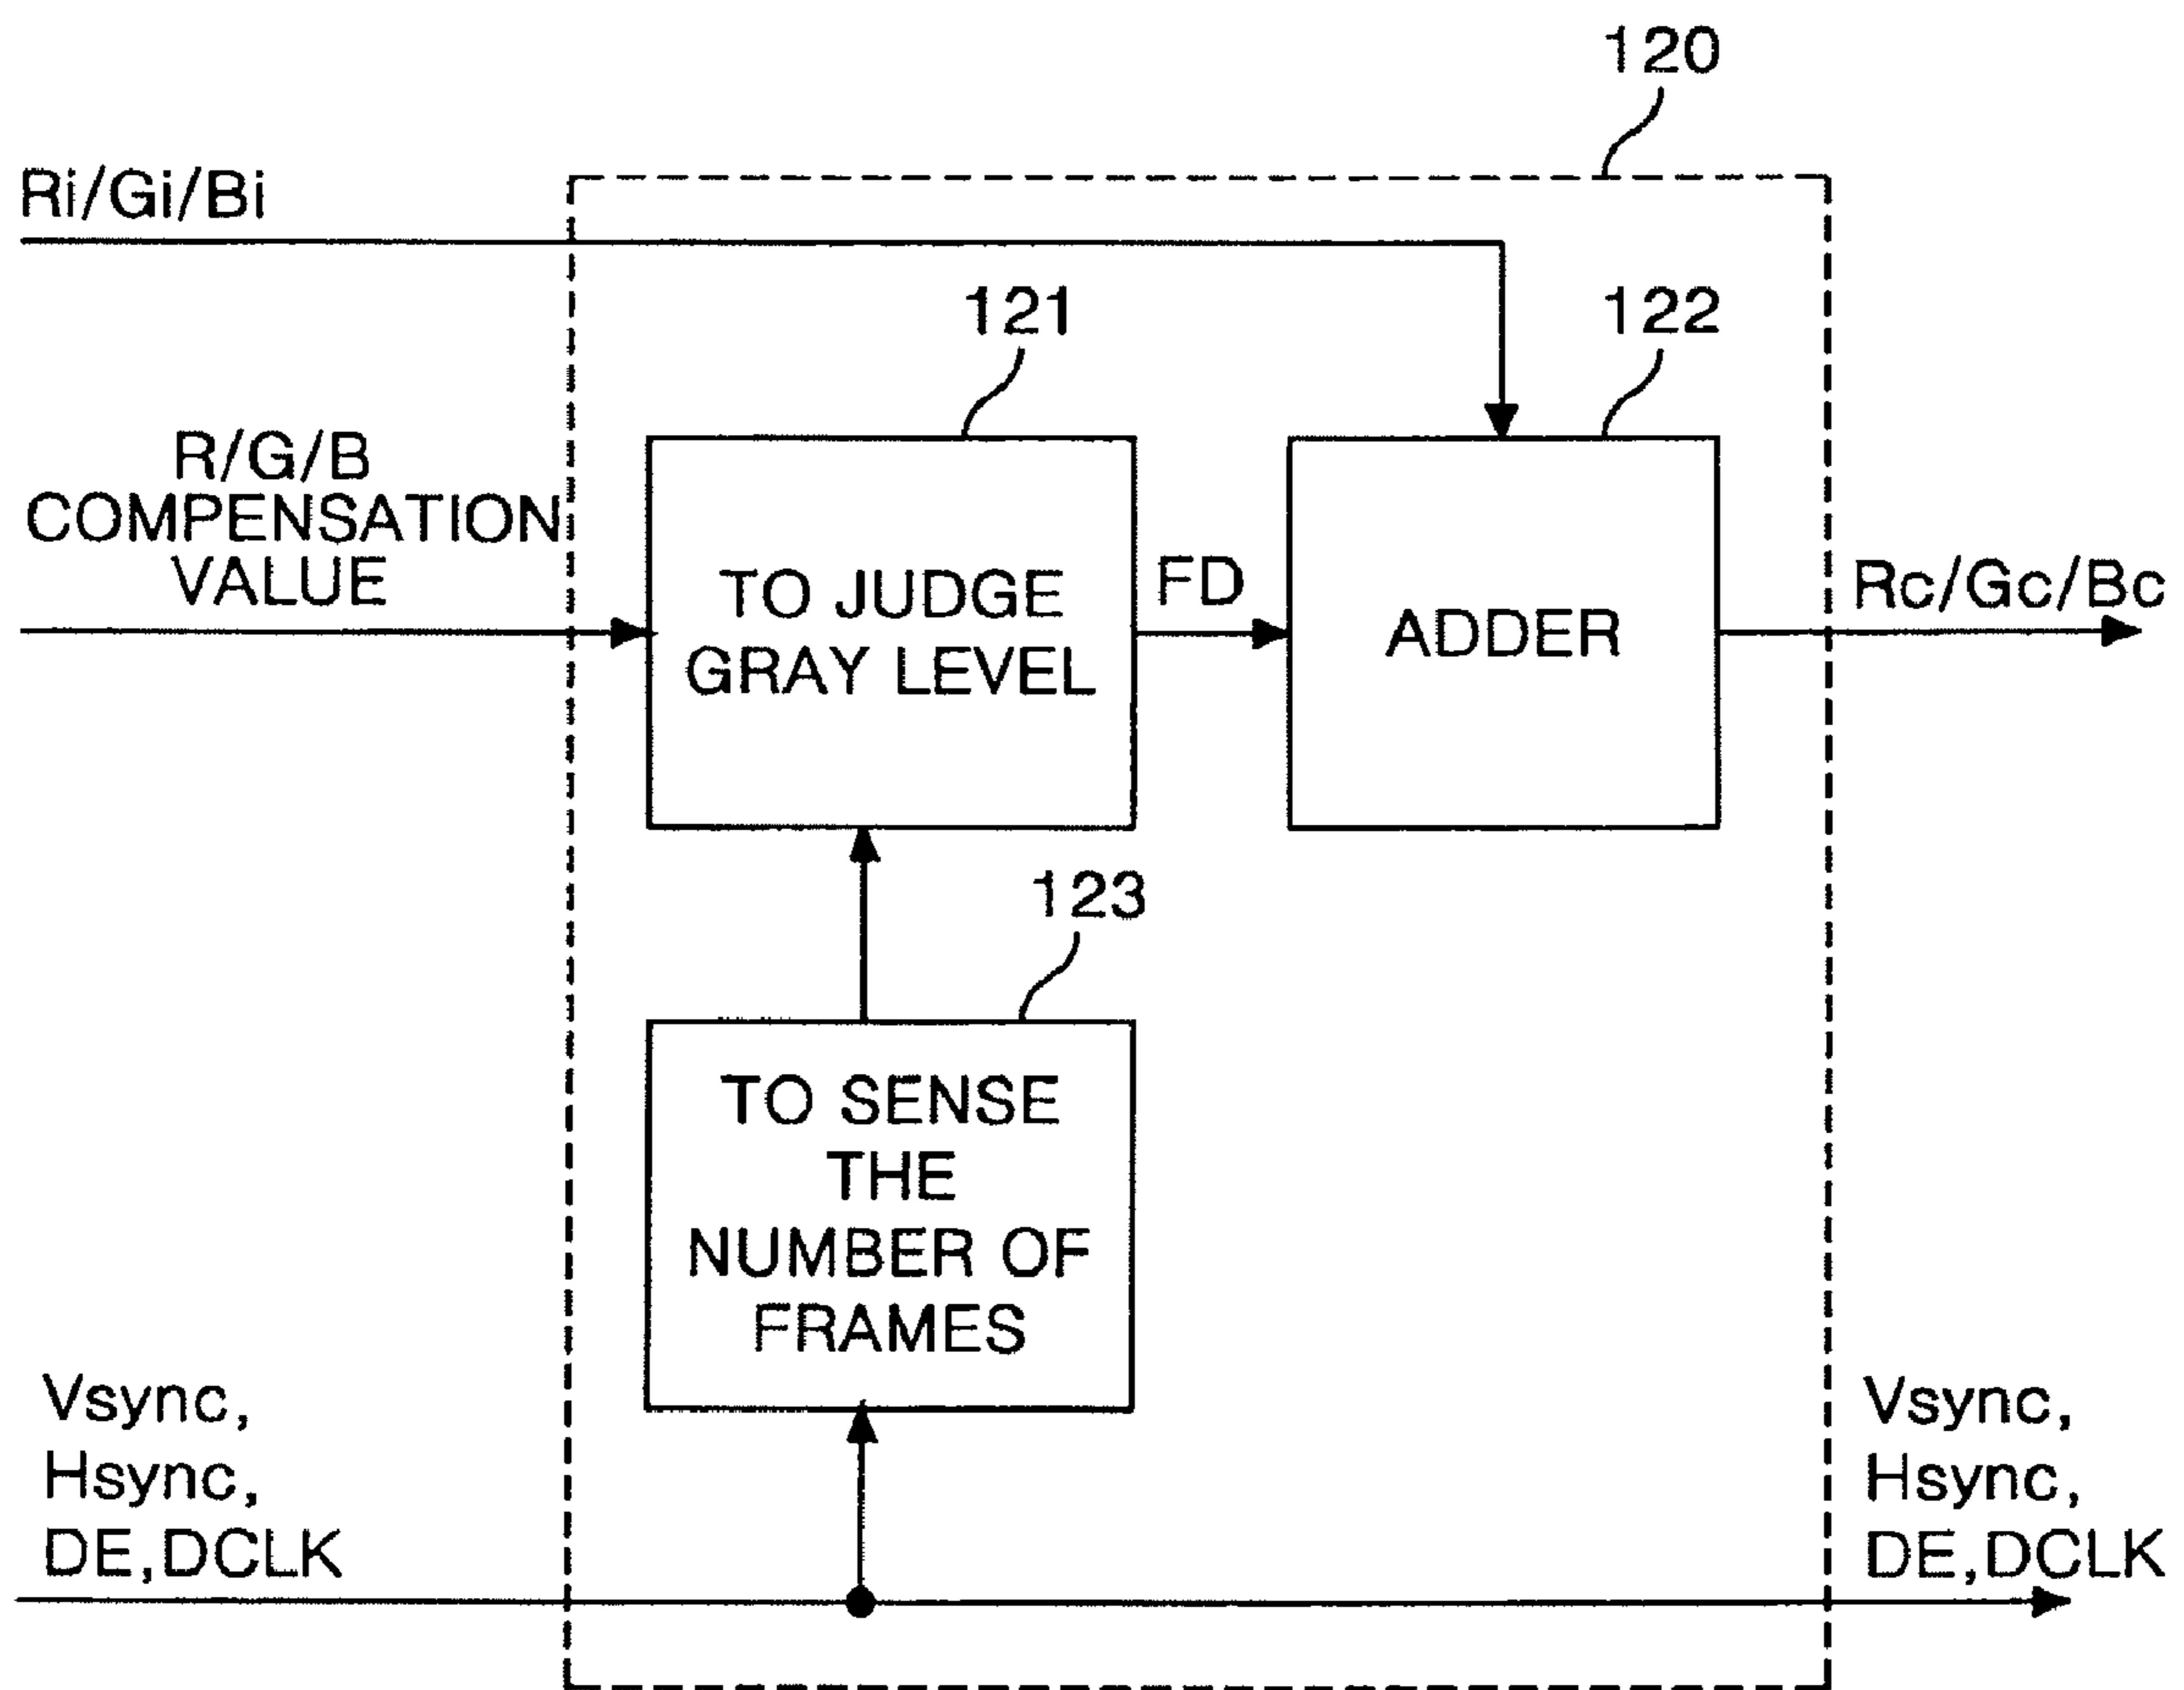 120
Ri/Gi/Bi
121
122
R/G/B
COMPENSATION
VALUE
TO JUDGE
GRAY LEVEL
FD
ADDER
Rc/Gc/Bc
123
TO SENSE
THE
NUMBER OF
FRAMES
Vsync,
Hsync,
DE,DCLK
Vsync,
Hsync,
DE,DCLK